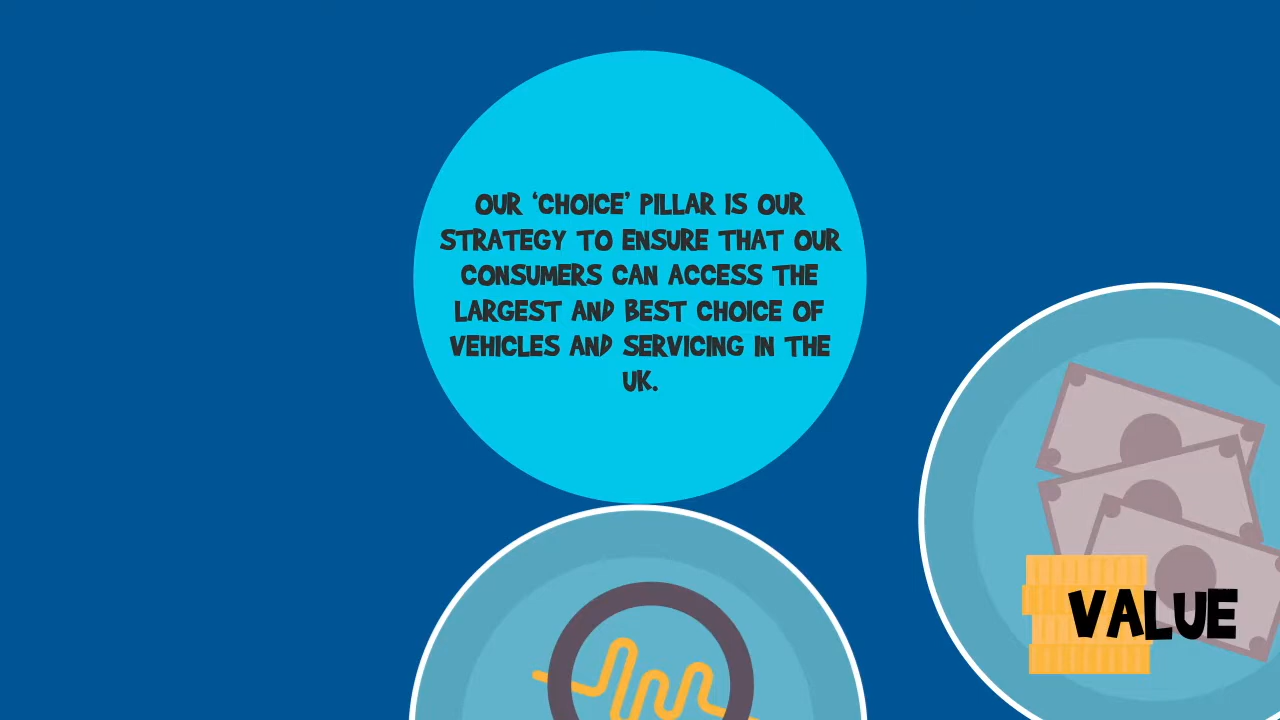 OUR ‘CHOICE’ PILLAR IS OUR
STRATEGY TO ENSURE THAT OUR
CONSUMERS CAN ACCESS THE
LARGEST AND BEST CHOICE OF
VEHICLES AND SERVICING IN THE
UK.
VALUE